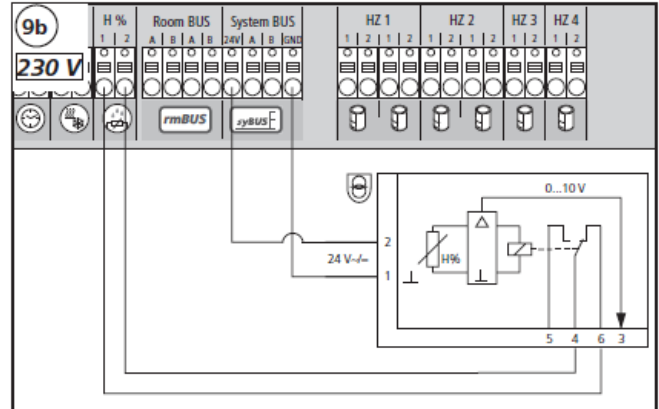 9b
230 V
H % Room BUS System BUS HZ 1 HZ 2 HZ 3 HZ 4
1 2 A B A B 24V A B GND 1 2 1 2 1 2 1 2 1 2 1 2
rmBUS syBUS
0...10 V
2
24 V~/=
1
H%
5 4 6 3